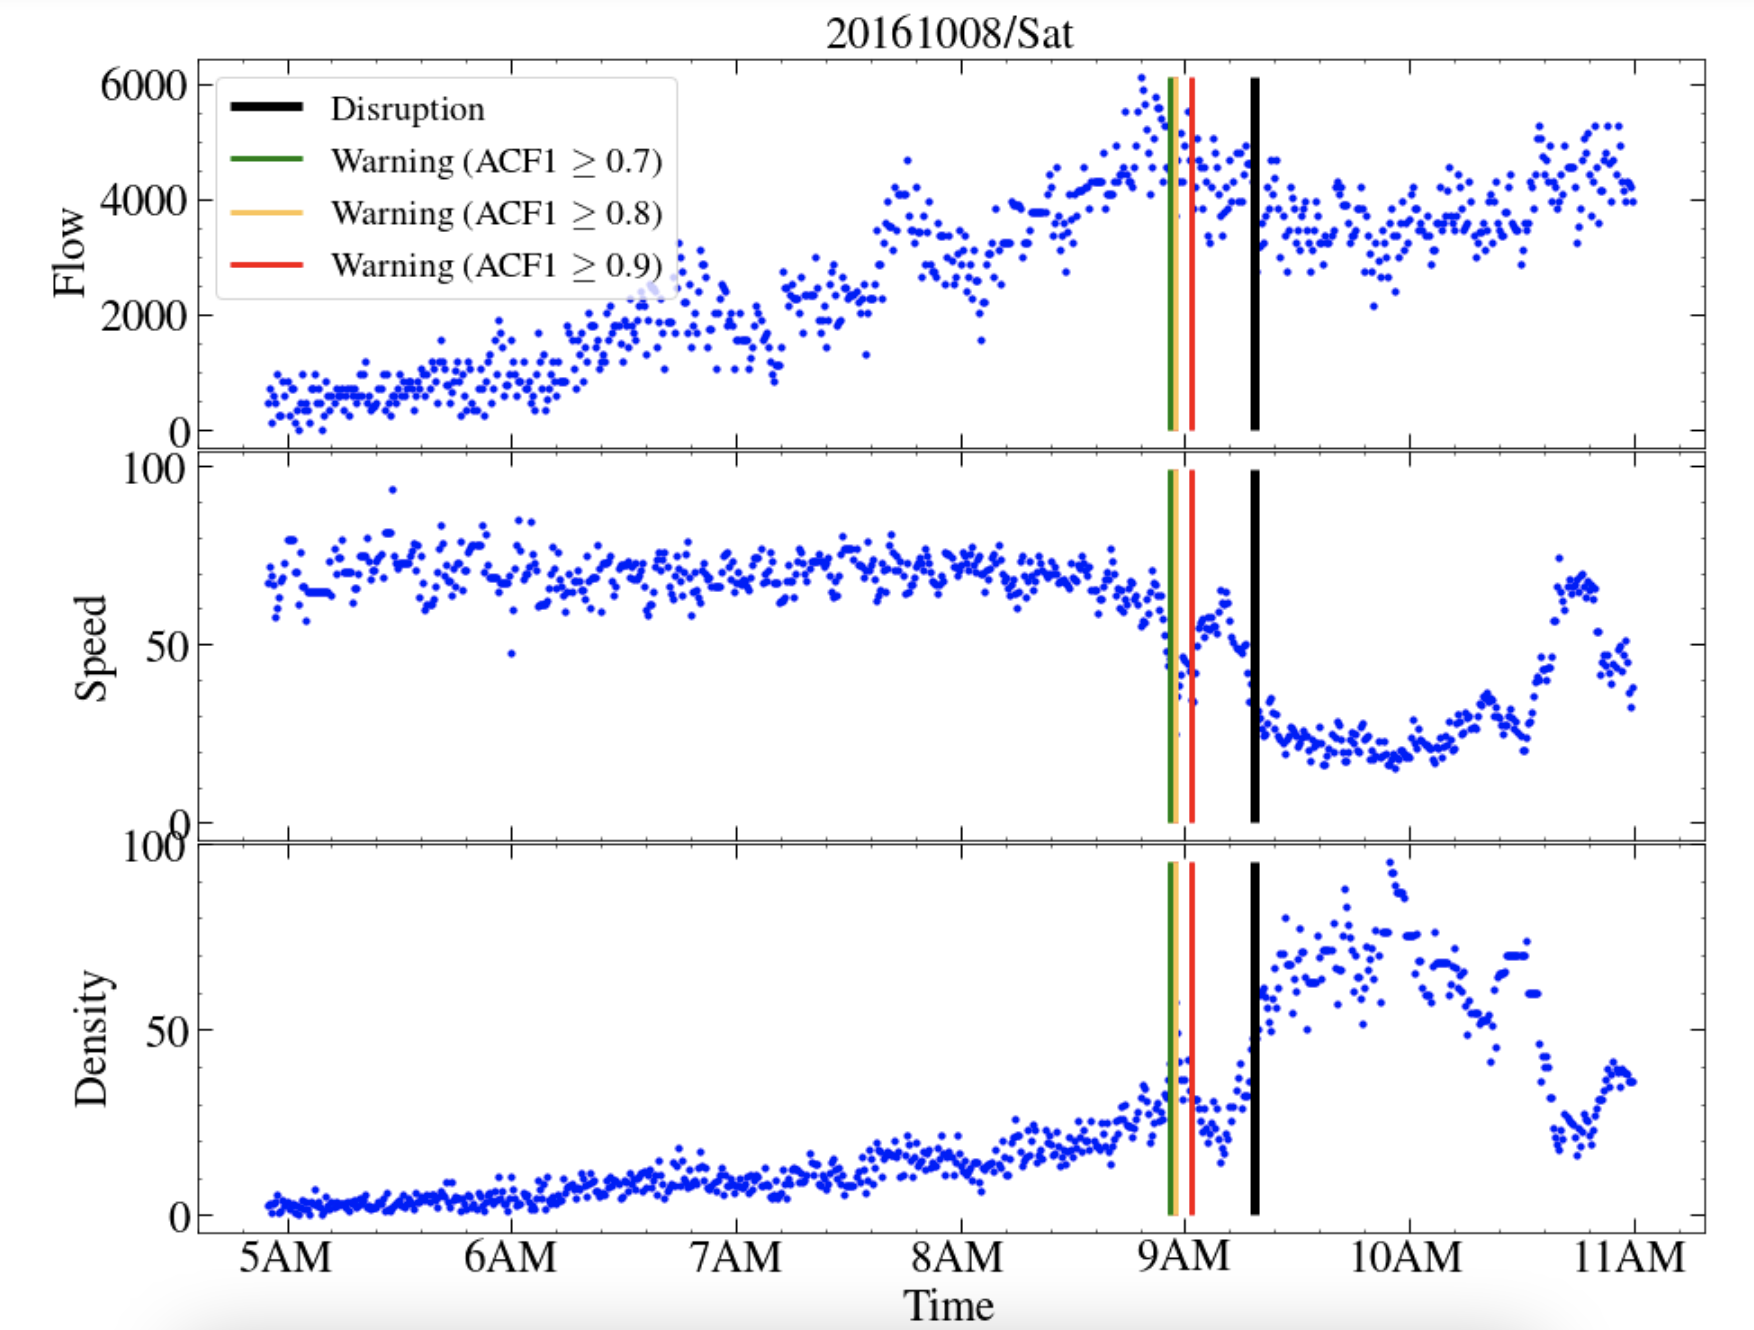 20161008/Sat
6000
4000
2000
0
Flow
Disruption
Warning (ACF1 ≥ 0.7)
Warning (ACF1 ≥ 0.8)
Warning (ACF1 ≥ 0.9)
100
50
0
Speed
100
50
0
Density
5AM 6AM 7AM 8AM 9AM 10AM 11AM
Time